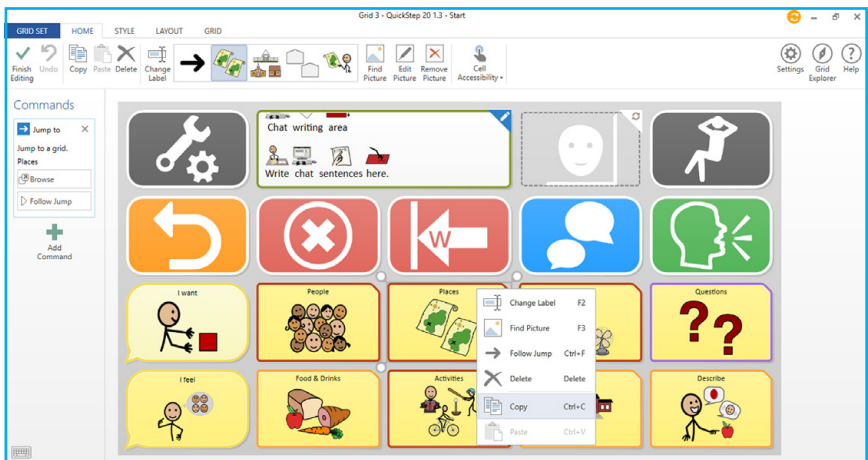 Grid 3 - QuickStep 20 1.3 - Start
GRID SET HOME STYLE LAYOUT GRID
Finish Editing
Undo
Copy
Paste
Delete
Change Label
Find Picture
Edit Picture
Remove Picture
Cell Accessibility
Settings
Grid Explorer
Help
Commands
Jump to
Jump to a grid.
Places
Browse
Follow Jump
Add Command
Chat writing area
Write chat sentences here.
W
I want
People
Places
Questions
I feel
Food & Drinks
Activities
Describe
Change Label F2
Find Picture F3
Follow Jump Ctrl+F
Delete Delete
Copy Ctrl+C
Paste Ctrl+V